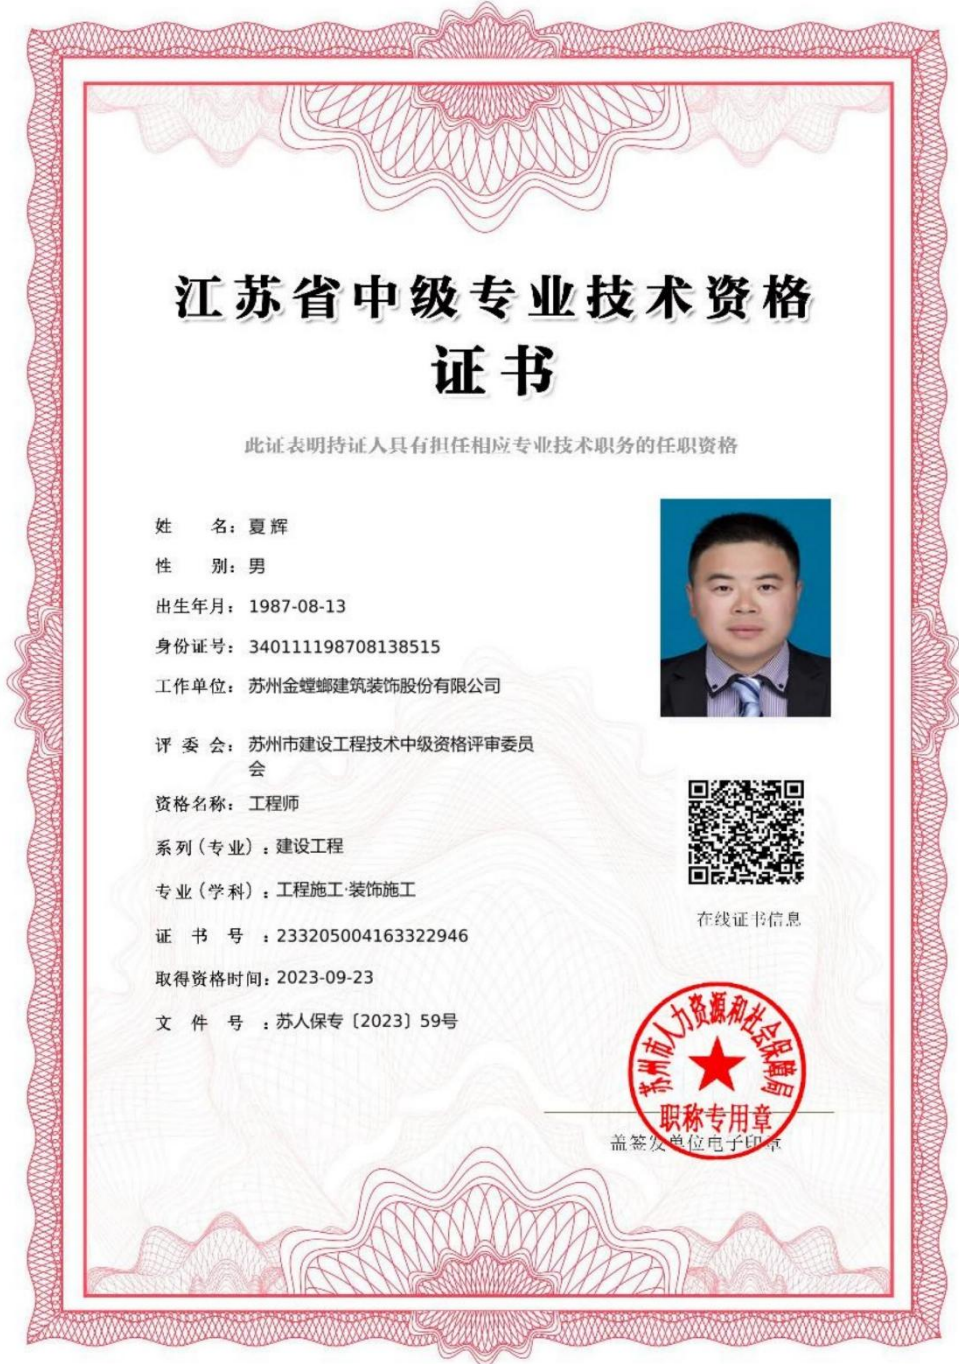 江苏省中级专业技术资格
证书
此证表明持证人具有担任相应专业技术职务的任职资格
姓 名：夏辉
性 别：男
出生年月：1987-08-13
身份证号：340111198708138515
工作单位：苏州金螳螂建筑装饰股份有限公司
评 委 会：苏州市建设工程技术中级资格评审委员
会
资格名称：工程师
系列（专业）：建设工程
专业（学科）：工程施工·装饰施工
证 书 号：233205004163322946
取得资格时间：2023-09-23
文 件 号：苏人保专〔2023〕59号
在线证书信息
苏州市人力资源和社会保障局
职称专用章
盖签发单位电子印章